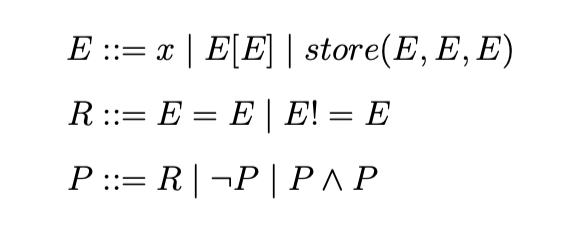 E ::= x | E[E] | store(E, E, E)
R ::= E = E | E! = E
P ::= R | ¬P | P ∧ P